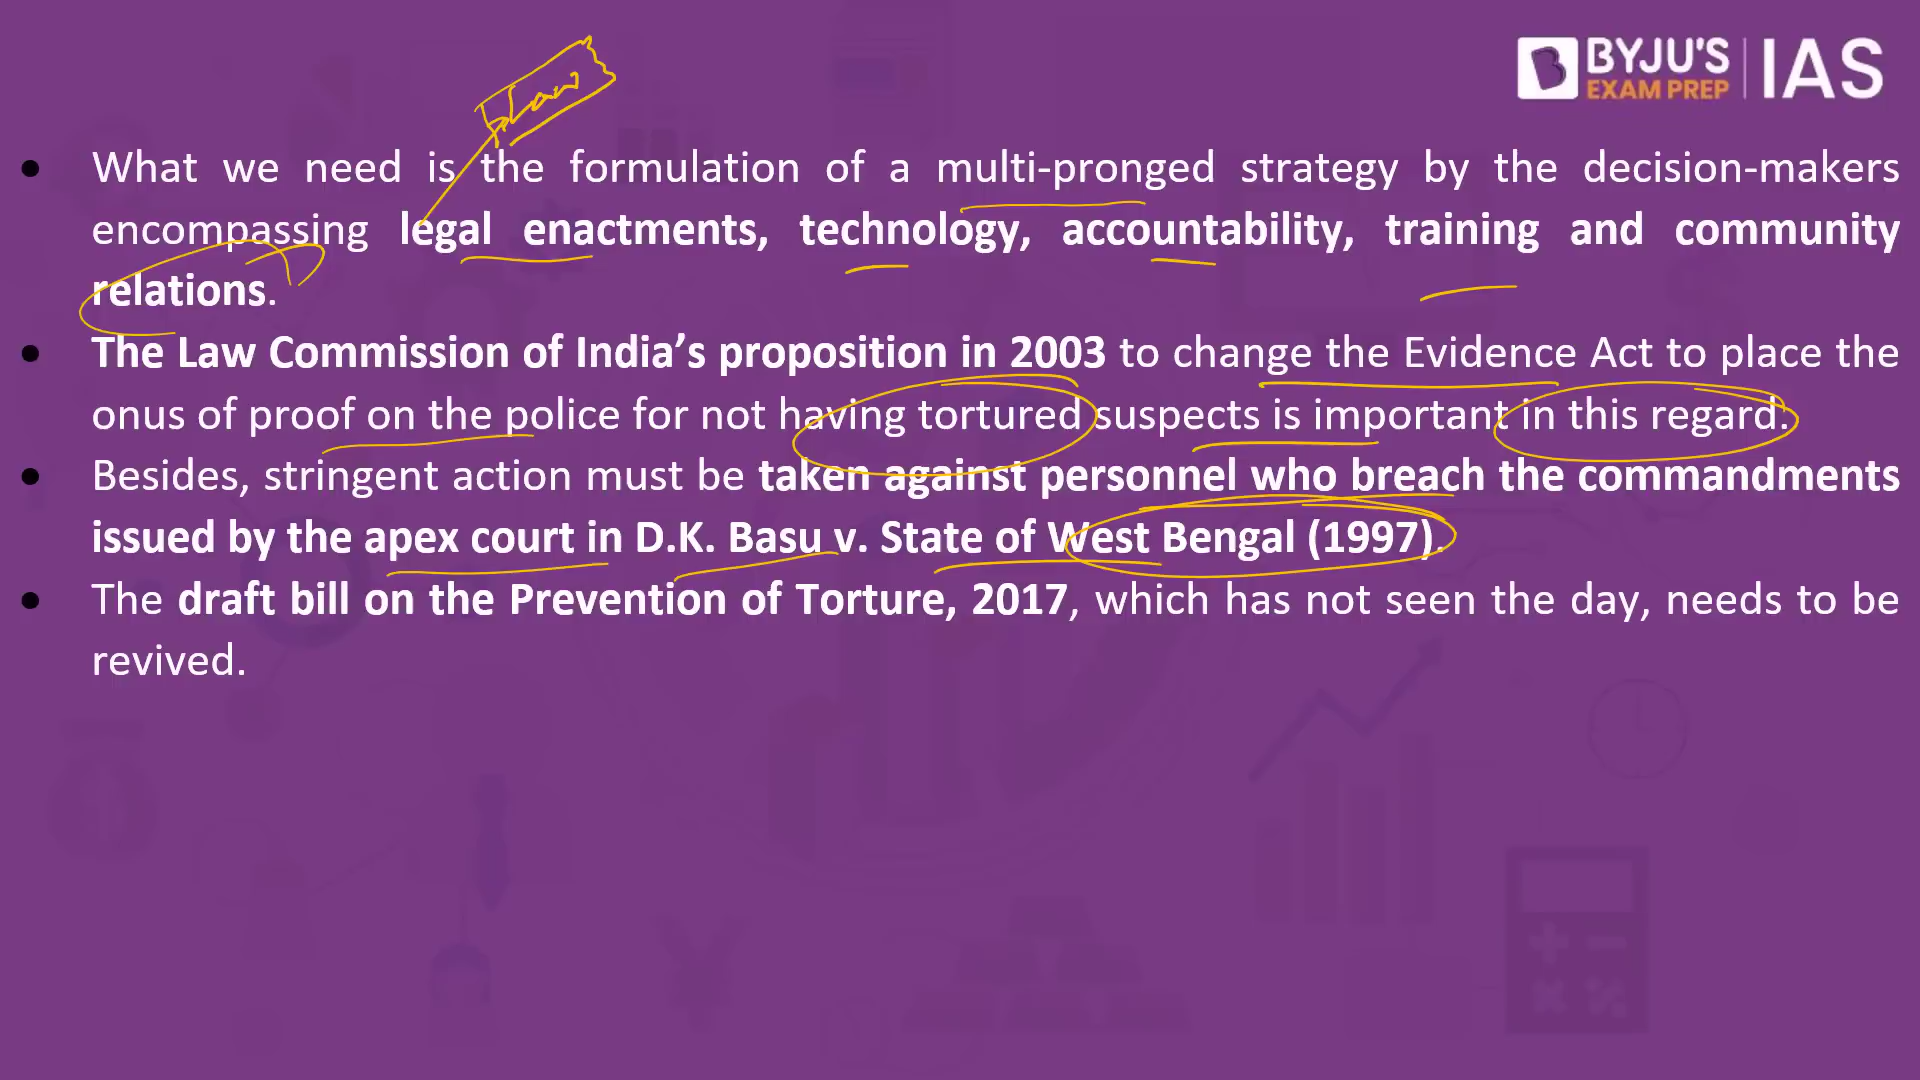 BYJU'S
EXAM PREP
IAS
Law
What we need is the formulation of a multi-pronged strategy by the decision-makers
encompassing legal enactments, technology, accountability, training and community
relations.
The Law Commission of India’s proposition in 2003 to change the Evidence Act to place the
onus of proof on the police for not having tortured suspects is important in this regard.
Besides, stringent action must be taken against personnel who breach the commandments
issued by the apex court in D.K. Basu v. State of West Bengal (1997).
The draft bill on the Prevention of Torture, 2017, which has not seen the day, needs to be
revived.